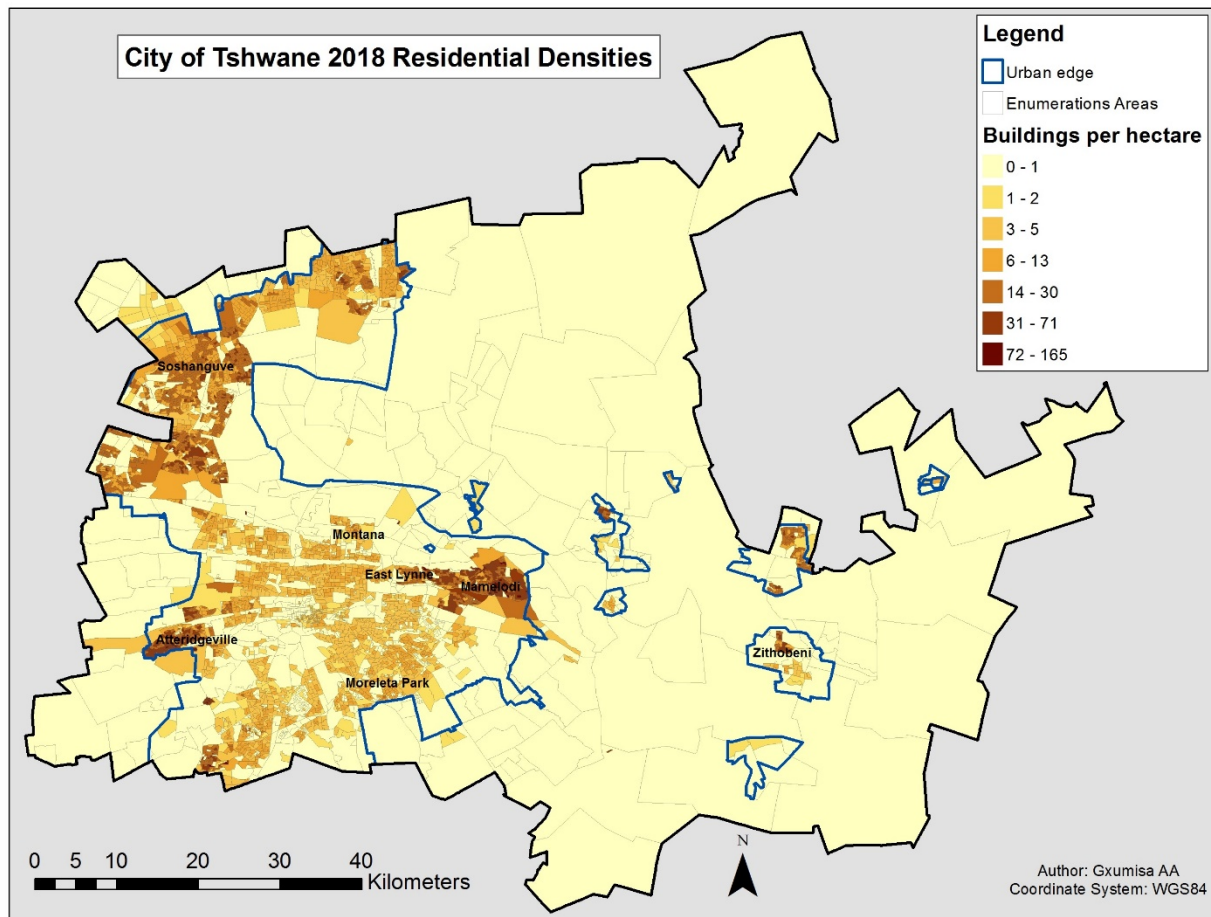 City of Tshwane 2018 Residential Densities
Legend
Urban edge
Enumerations Areas
Buildings per hectare
0 - 1
1 - 2
3 - 5
6 - 13
14 - 30
31 - 71
72 - 165
Soshanguve
Montana
East Lynne
Mamelodi
Atteridgeville
Zithobeni
Moreleta Park
N
0 5 10 20 30 40
Kilometers
Author: Gxumisa AA
Coordinate System: WGS84